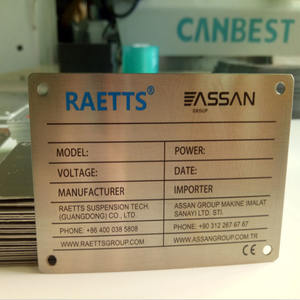 CANBEST
RAETTS® ASSAN
GROUP
MODEL: POWER:
VOLTAGE: DATE:
MANUFACTURER IMPORTER
RAETTS SUSPENSION TECH. ASSAN GROUP MAKINE İMALAT
(GUANGDONG) CO., LTD. SANAYI LTD. STI.
PHONE: +86 400 038 5808 PHONE: +90 312 267 67 67
WWW.RAETTSGROUP.COM WWW.ASSANGROUP.COM.TR
CE